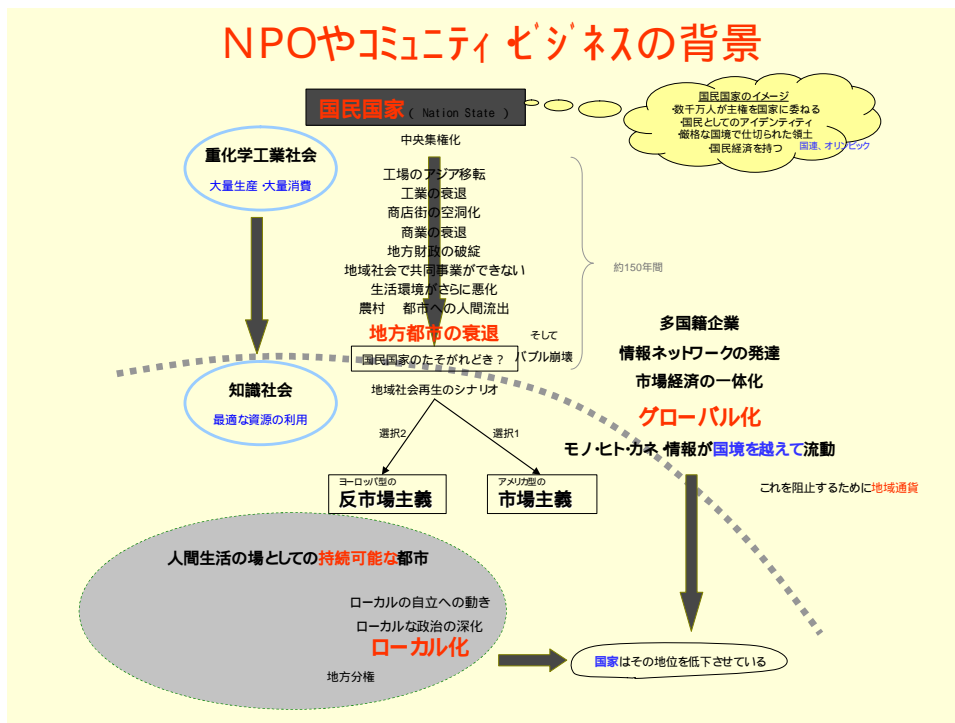 NPOやコミュニティ・ビジネスの背景
国民国家( Nation State )
国民国家のイメージ
・数千万人が主権を国家に委ねる
・国民としてのアイデンティティ
・厳格な国境で仕切られた領土
・国民経済を持つ
国連、オリンピック
中央集権化
重化学工業社会
大量生産・大量消費
工場のアジア移転
工業の衰退
商店街の空洞化
商業の衰退
地方財政の破綻
地域社会で共同事業ができない
生活環境がさらに悪化
農村 都市への人間流出
約150年間
地方都市の衰退
そして
バブル崩壊
国民国家のたそがれどき?
知識社会
最適な資源の利用
地域社会再生のシナリオ
選択2
選択1
ヨーロッパ型の
反市場主義
アメリカ型の
市場主義
多国籍企業
情報ネットワークの発達
市場経済の一体化
グローバル化
モノ・ヒト・カネ・情報が国境を越えて流動
これを阻止するために地域通貨
人間生活の場としての持続可能な都市
ローカルの自立への動き
ローカルな政治の深化
ローカル化
地方分権
国家はその地位を低下させている